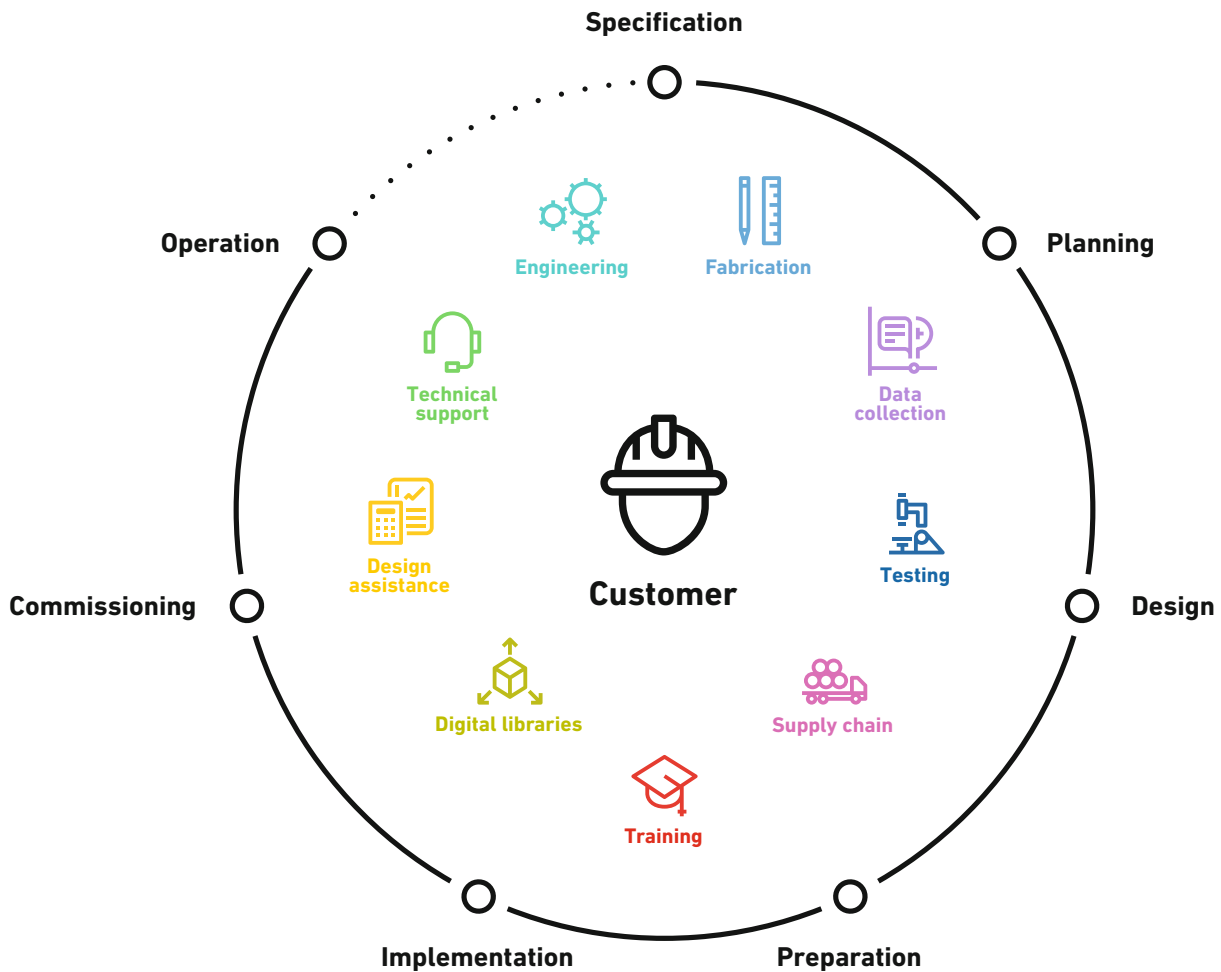 Specification
Operation
Planning
Engineering
Fabrication
Technical
support
Data
collection
Design
assistance
Customer
Testing
Commissioning
Design
Digital libraries
Supply chain
Training
Implementation
Preparation